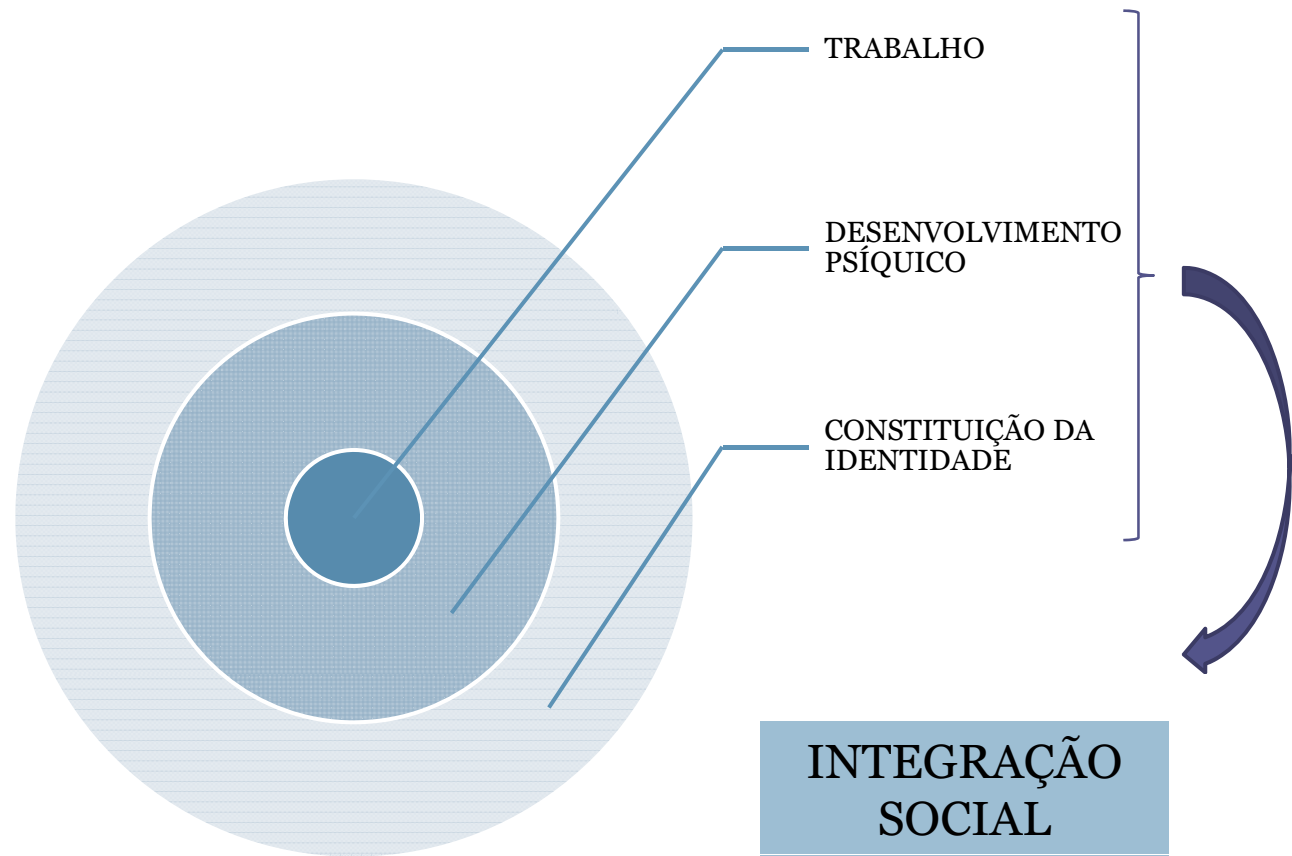 TRABALHO
DESENVOLVIMENTO
PSÍQUICO
CONSTITUIÇÃO DA
IDENTIDADE
INTEGRAÇÃO
SOCIAL